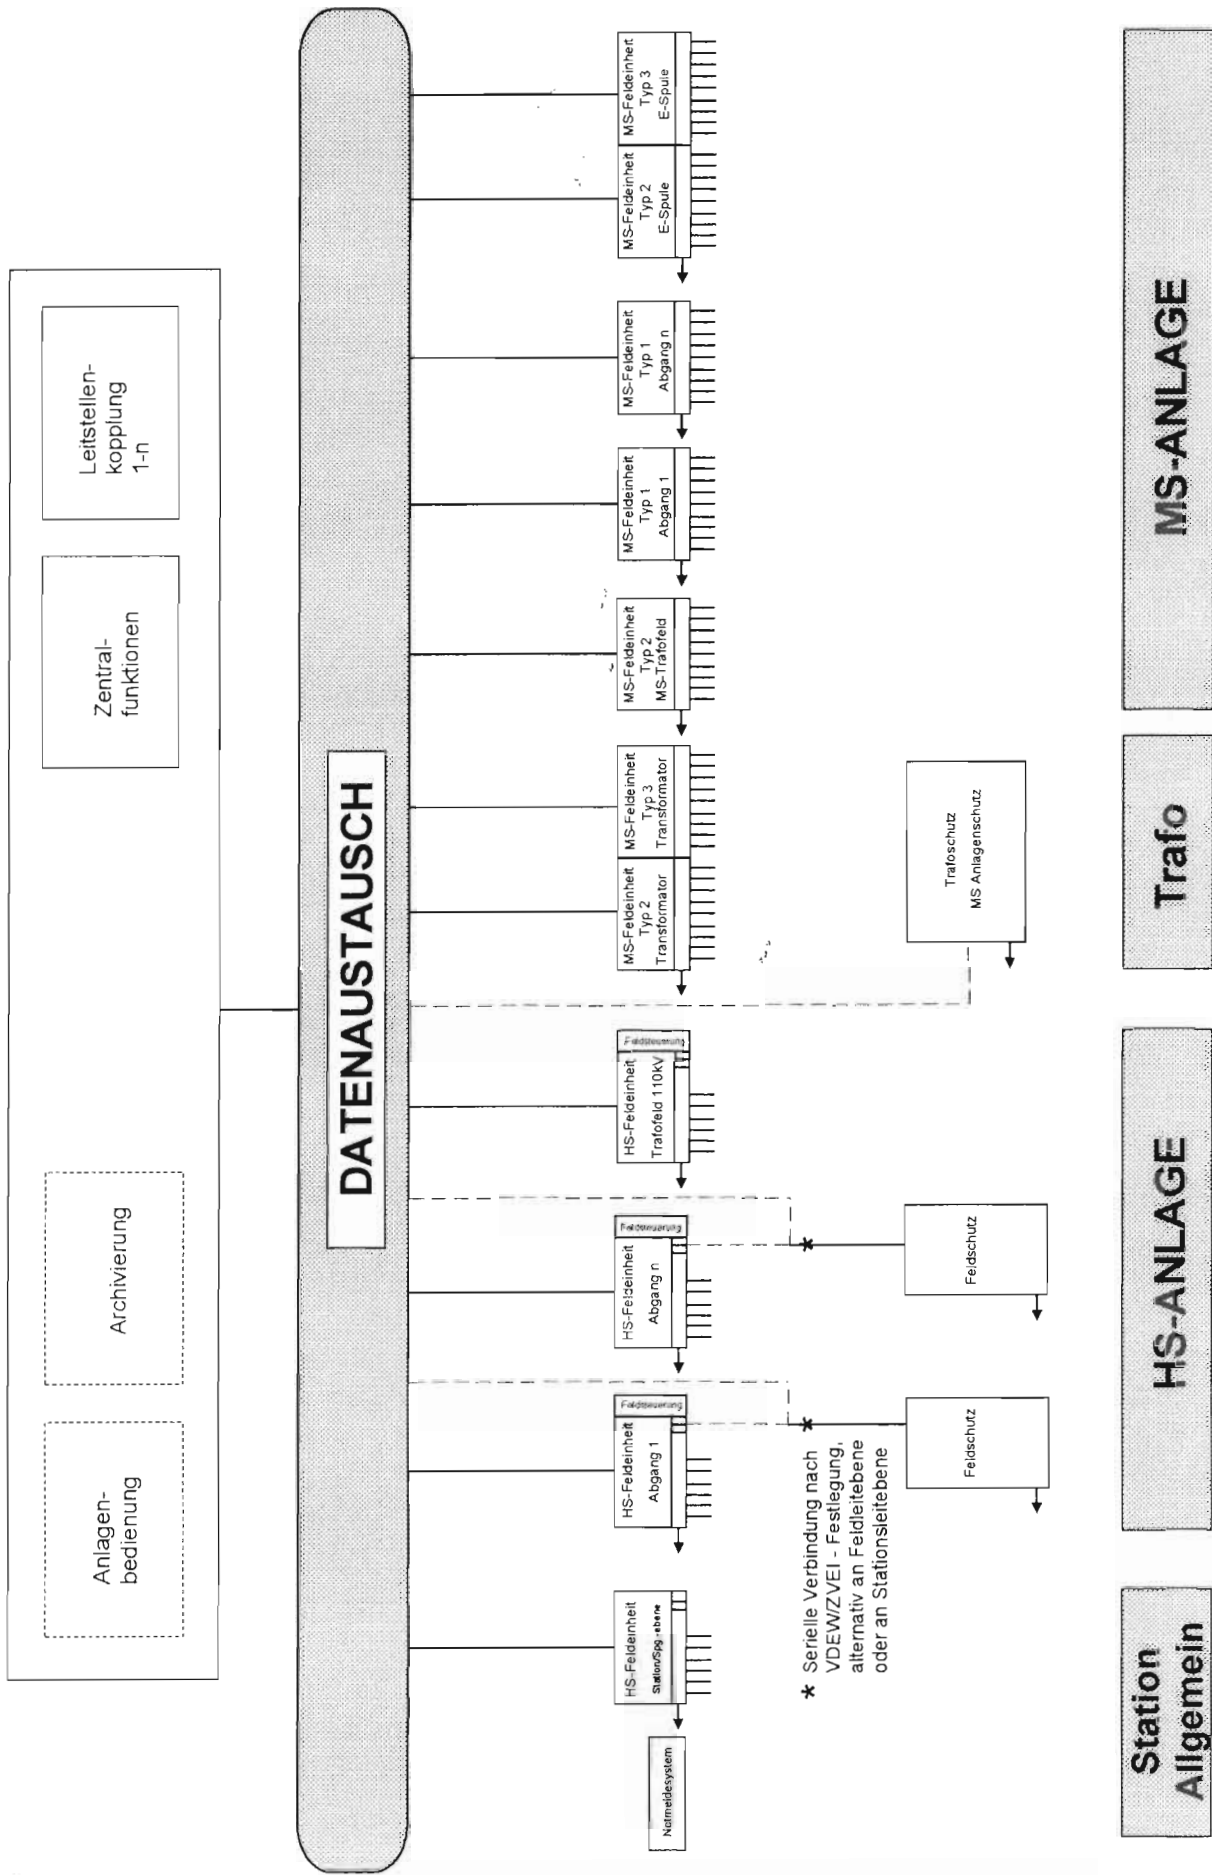 Anlagen-
bedienung
Archivierung
Zentral-
funktionen
Leitstellen-
kopplung
1-n
DATENAUSTAUSCH
Notmeldesystem
HS-Feldeinheit
Station/Spg.-ebene
HS-Feldeinheit
Abgang 1
Feldsteuerung
HS-Feldeinheit
Abgang n
Feldsteuerung
HS-Feldeinheit
Trafofeld 110kV
Feldsteuerung
MS-Feldeinheit
Typ 2
Transformator
MS-Feldeinheit
Typ 3
Transformator
MS-Feldeinheit
Typ 2
MS-Trafofeld
MS-Feldeinheit
Typ 1
Abgang 1
MS-Feldeinheit
Typ 1
Abgang n
MS-Feldeinheit
Typ 2
E-Spule
MS-Feldeinheit
Typ 3
E-Spule
* Serielle Verbindung nach
VDEW/ZVEI - Festlegung,
alternativ an Feldleitebene
oder an Stationsleitebene
*
*
Feldschutz
Feldschutz
Trafoschutz
MS Anlagenschutz
Station
Allgemein
HS-ANLAGE
Trafo
MS-ANLAGE